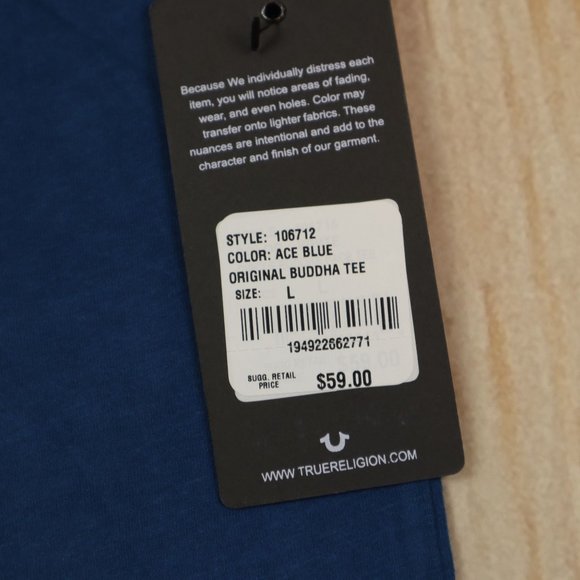 Because We individually distress each
item, you will notice areas of fading,
wear, and even holes. Color may
transfer onto lighter fabrics. These
nuances are intentional and add to the
character and finish of our garment.
STYLE: 106712
COLOR: ACE BLUE
ORIGINAL BUDDHA TEE
SIZE: L
194922662771
SUGG. RETAIL
PRICE $59.00
WWW.TRUERELIGION.COM